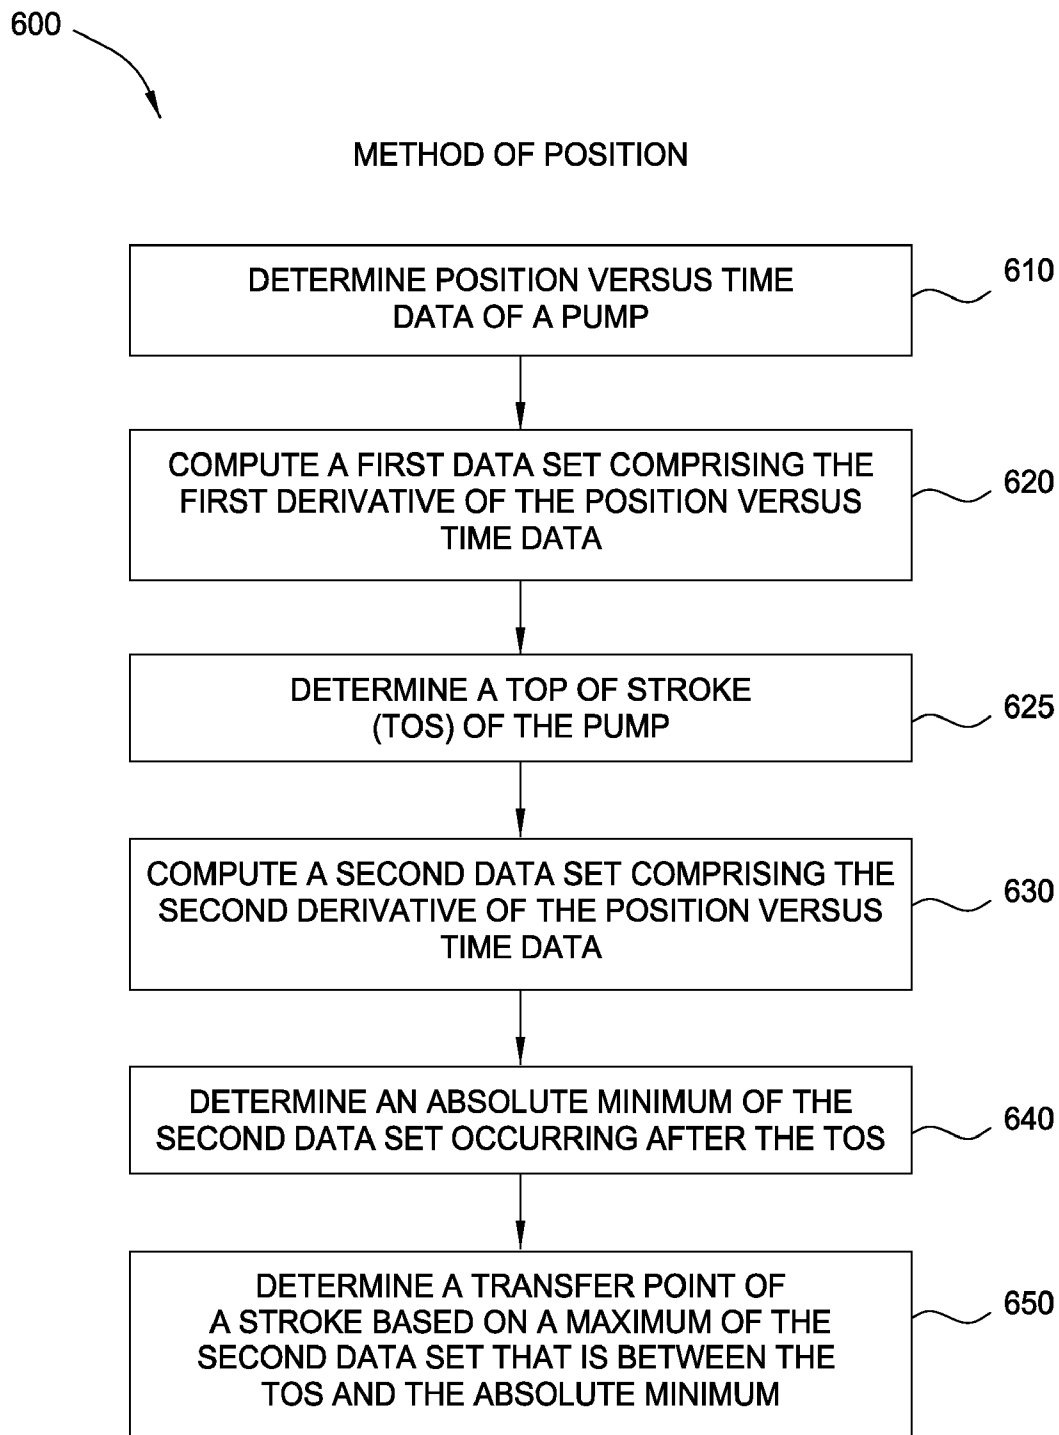 600
METHOD OF POSITION
DETERMINE POSITION VERSUS TIME
DATA OF A PUMP
610
COMPUTE A FIRST DATA SET COMPRISING THE
FIRST DERIVATIVE OF THE POSITION VERSUS
TIME DATA
620
DETERMINE A TOP OF STROKE
(TOS) OF THE PUMP
625
COMPUTE A SECOND DATA SET COMPRISING THE
SECOND DERIVATIVE OF THE POSITION VERSUS
TIME DATA
630
DETERMINE AN ABSOLUTE MINIMUM OF THE
SECOND DATA SET OCCURRING AFTER THE TOS
640
DETERMINE A TRANSFER POINT OF
A STROKE BASED ON A MAXIMUM OF THE
SECOND DATA SET THAT IS BETWEEN THE
TOS AND THE ABSOLUTE MINIMUM
650